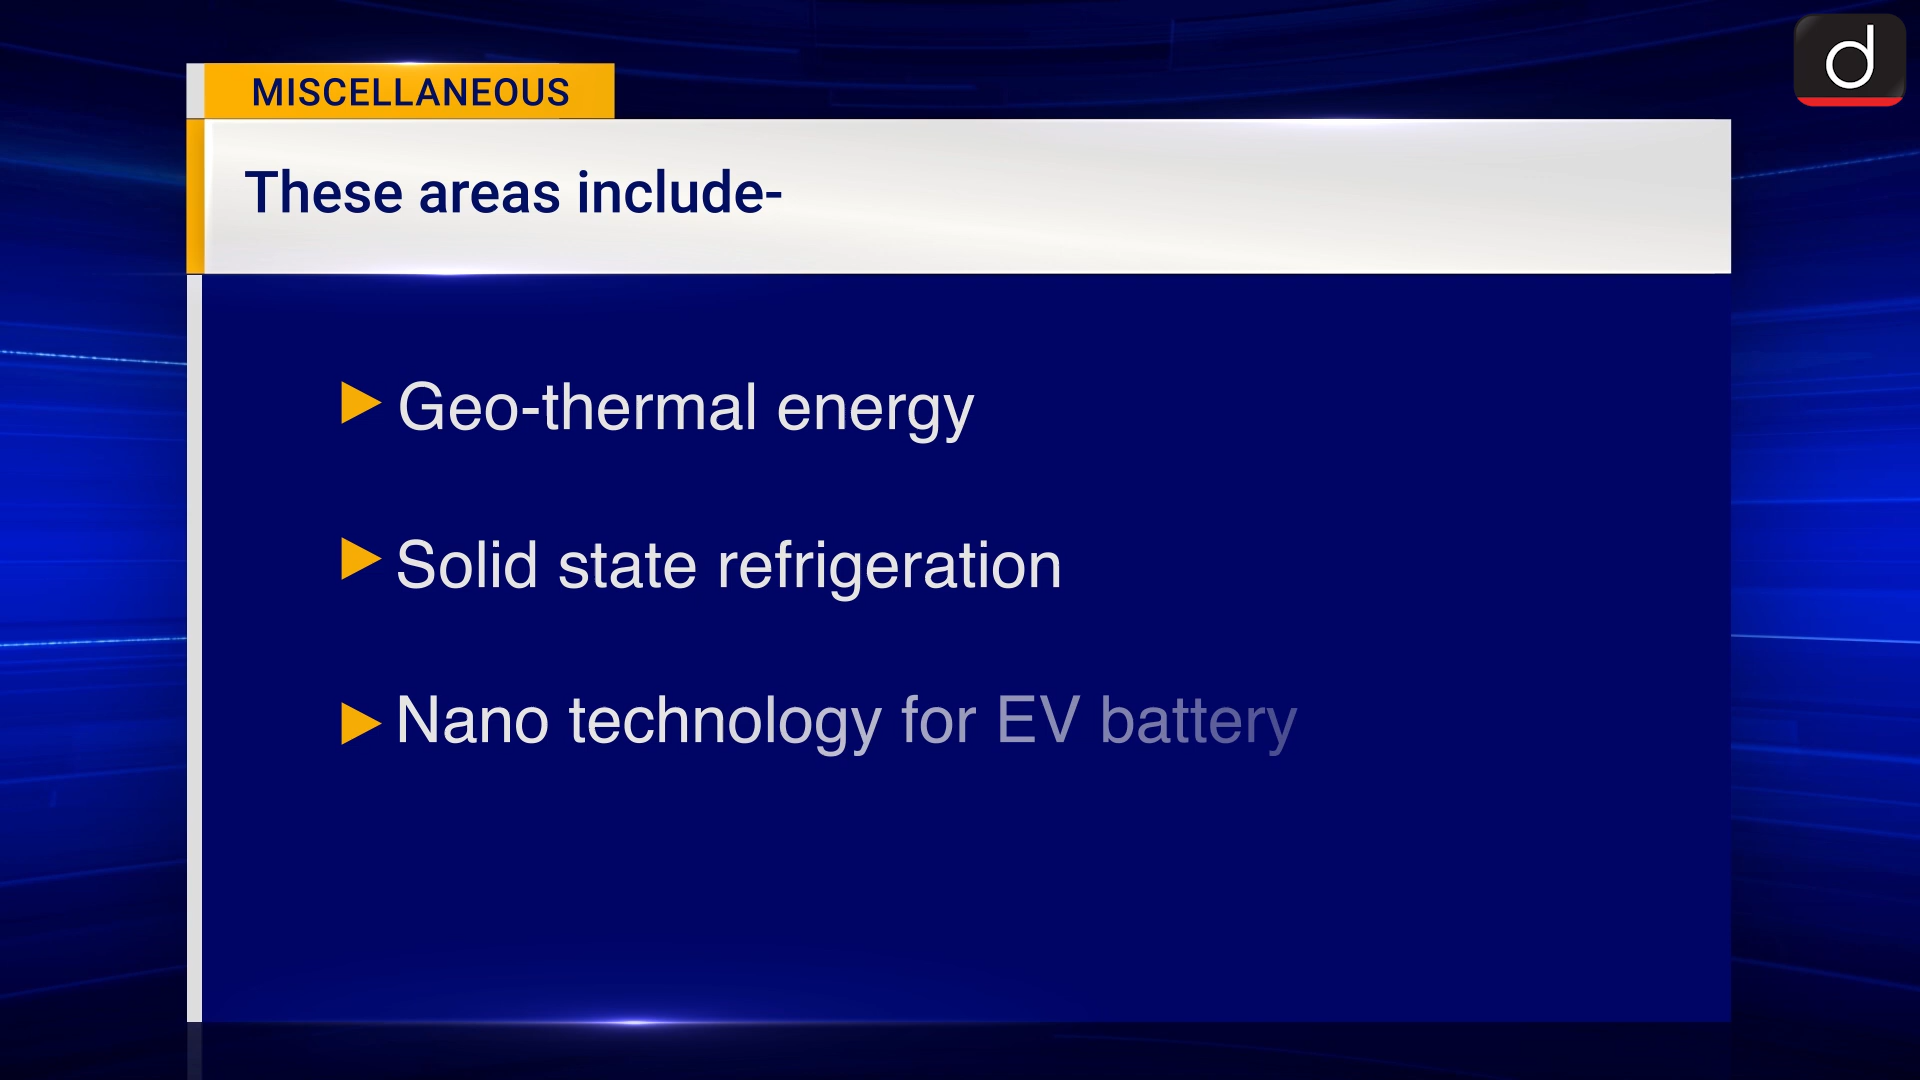 MISCELLANEOUS
These areas include-
Geo-thermal energy
Solid state refrigeration
Nano technology for EV battery
d